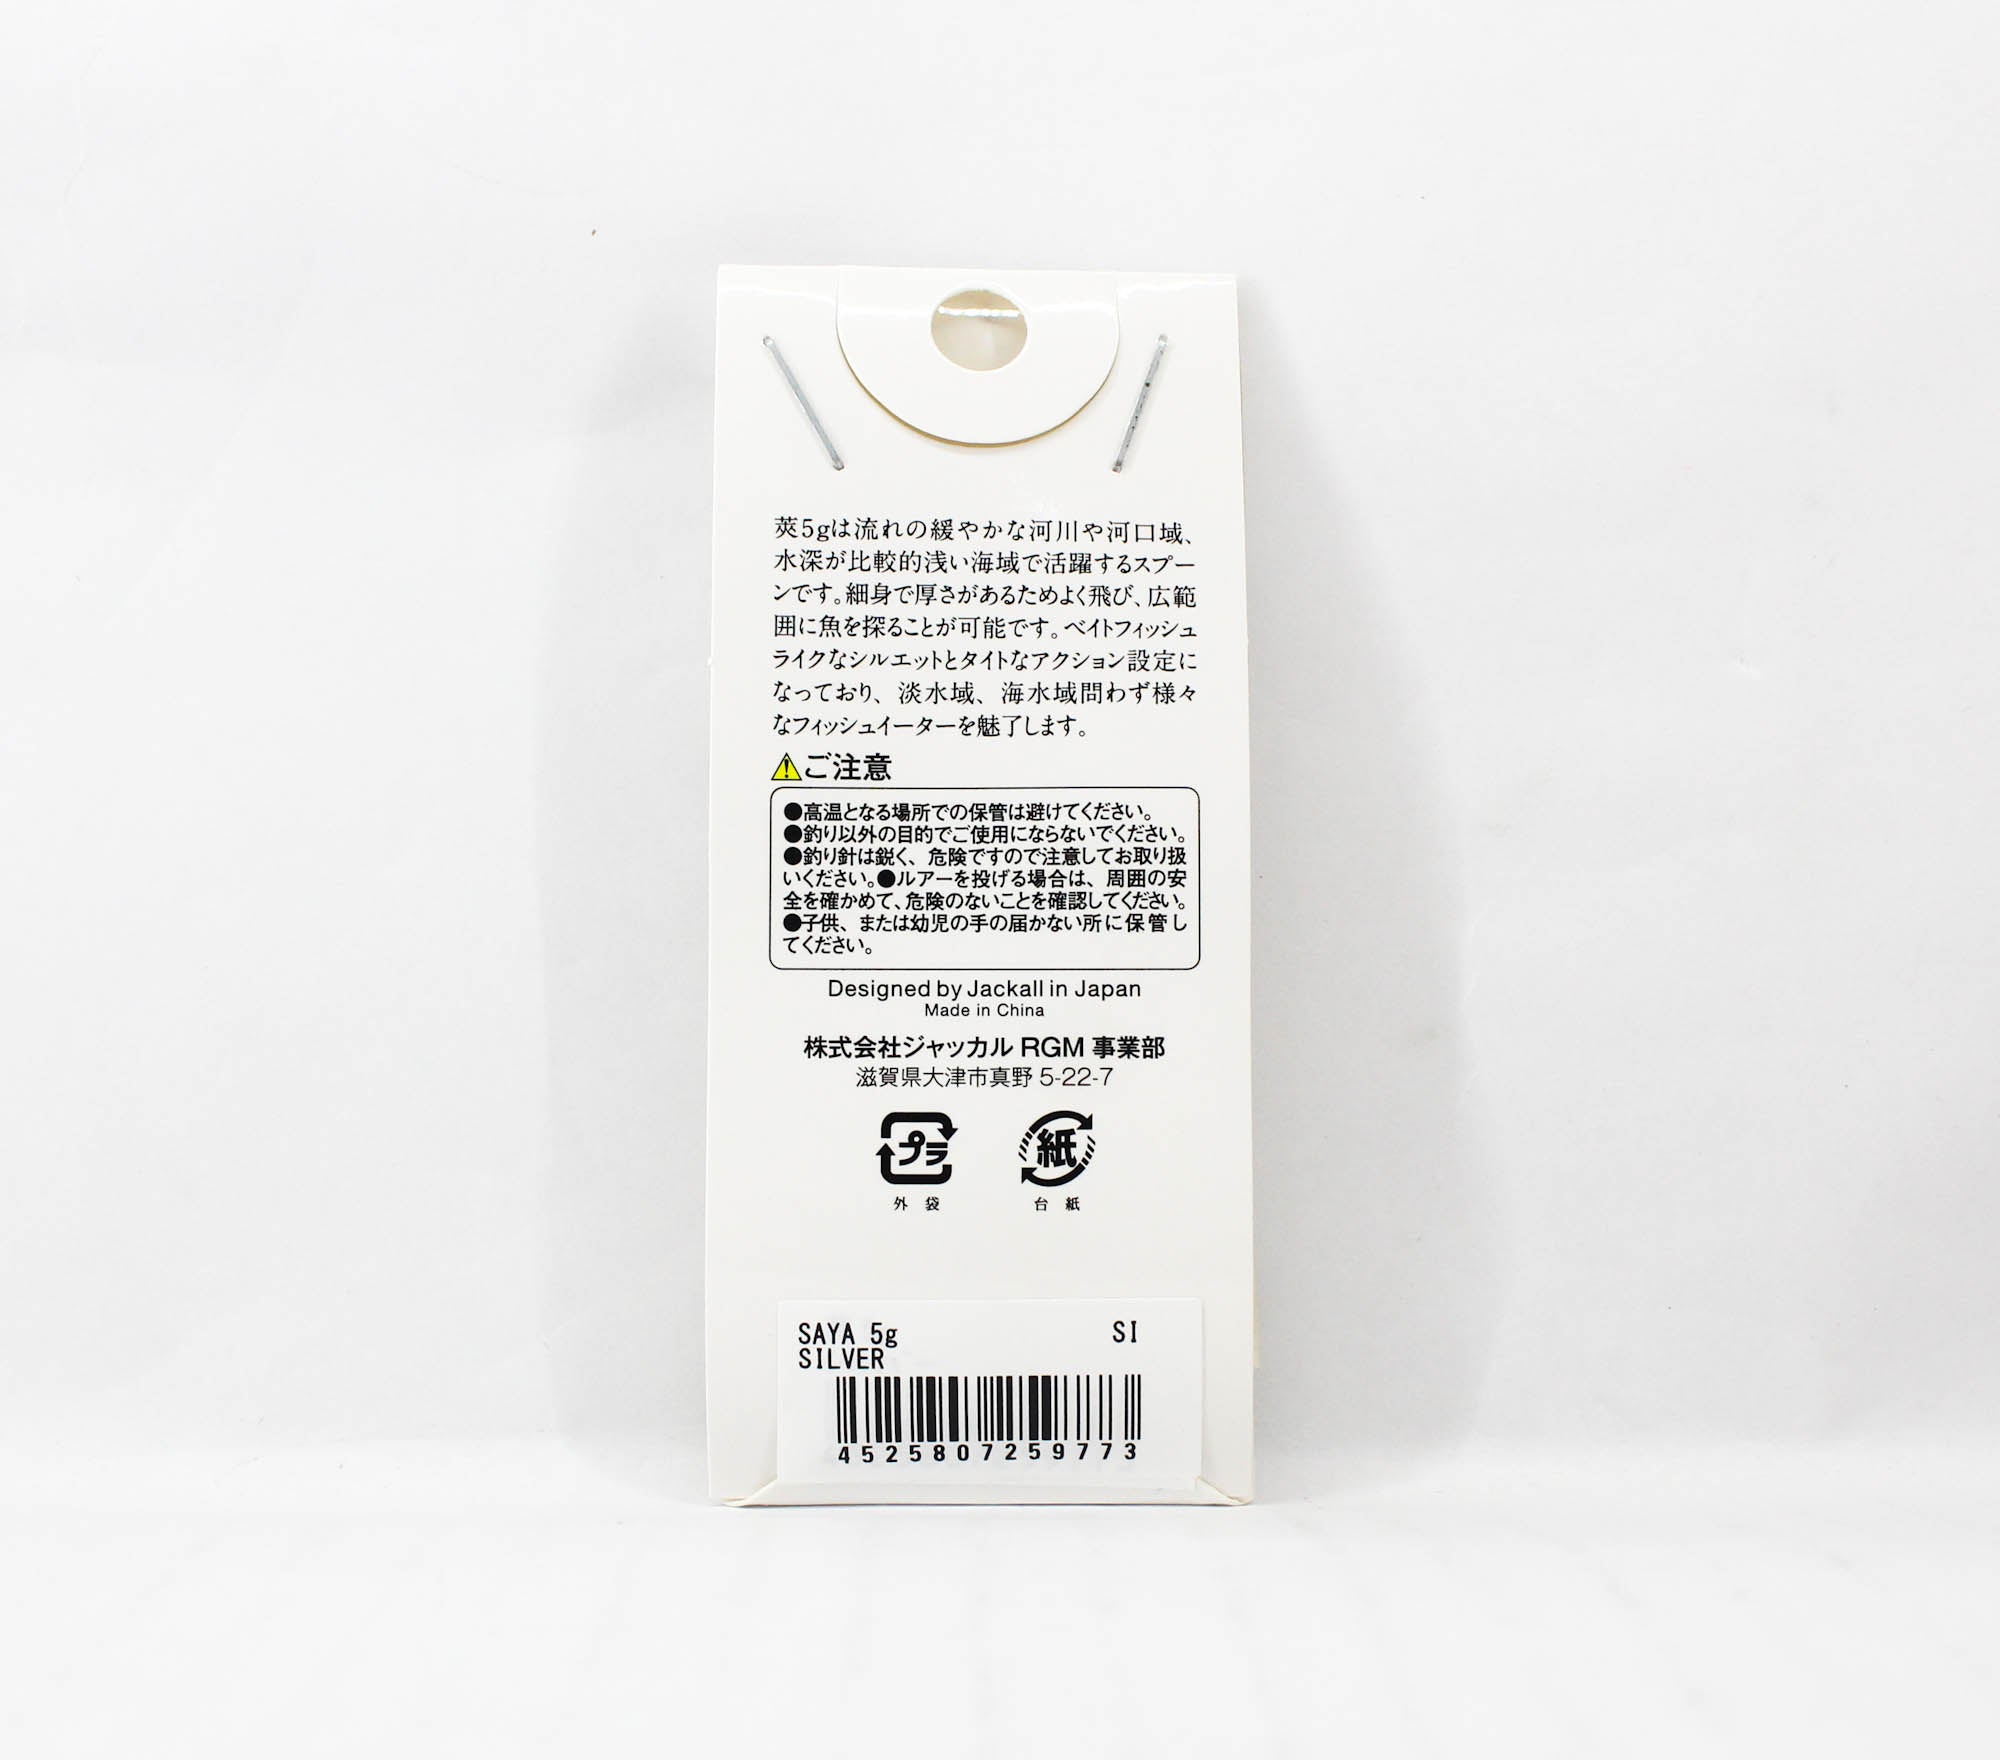 莢5gは流れの緩やかな河川や河口域、
水深が比較的浅い海域で活躍するスプー
ンです。細身で厚さがあるためよく飛び、広範
囲に魚を探ることが可能です。ベイトフィッシュ
ライクなシルエットとタイトなアクション設定に
なっており、淡水域、海水域問わず様々
なフィッシュイーターを魅了します。
ご注意
●高温となる場所での保管は避けてください。
●釣り以外の目的でご使用にならないでください。
●釣り針は鋭く、危険ですので注意してお取り扱
いください。●ルアーを投げる場合は、周囲の安
全を確かめて、危険のないことを確認してください。
●子供、または幼児の手の届かない所に保管し
てください。
Designed by Jackall in Japan
Made in China
株式会社ジャッカル RGM 事業部
滋賀県大津市真野 5-22-7
プラ 紙
外袋 台紙
SAYA 5g SI
SILVER
4525807259773